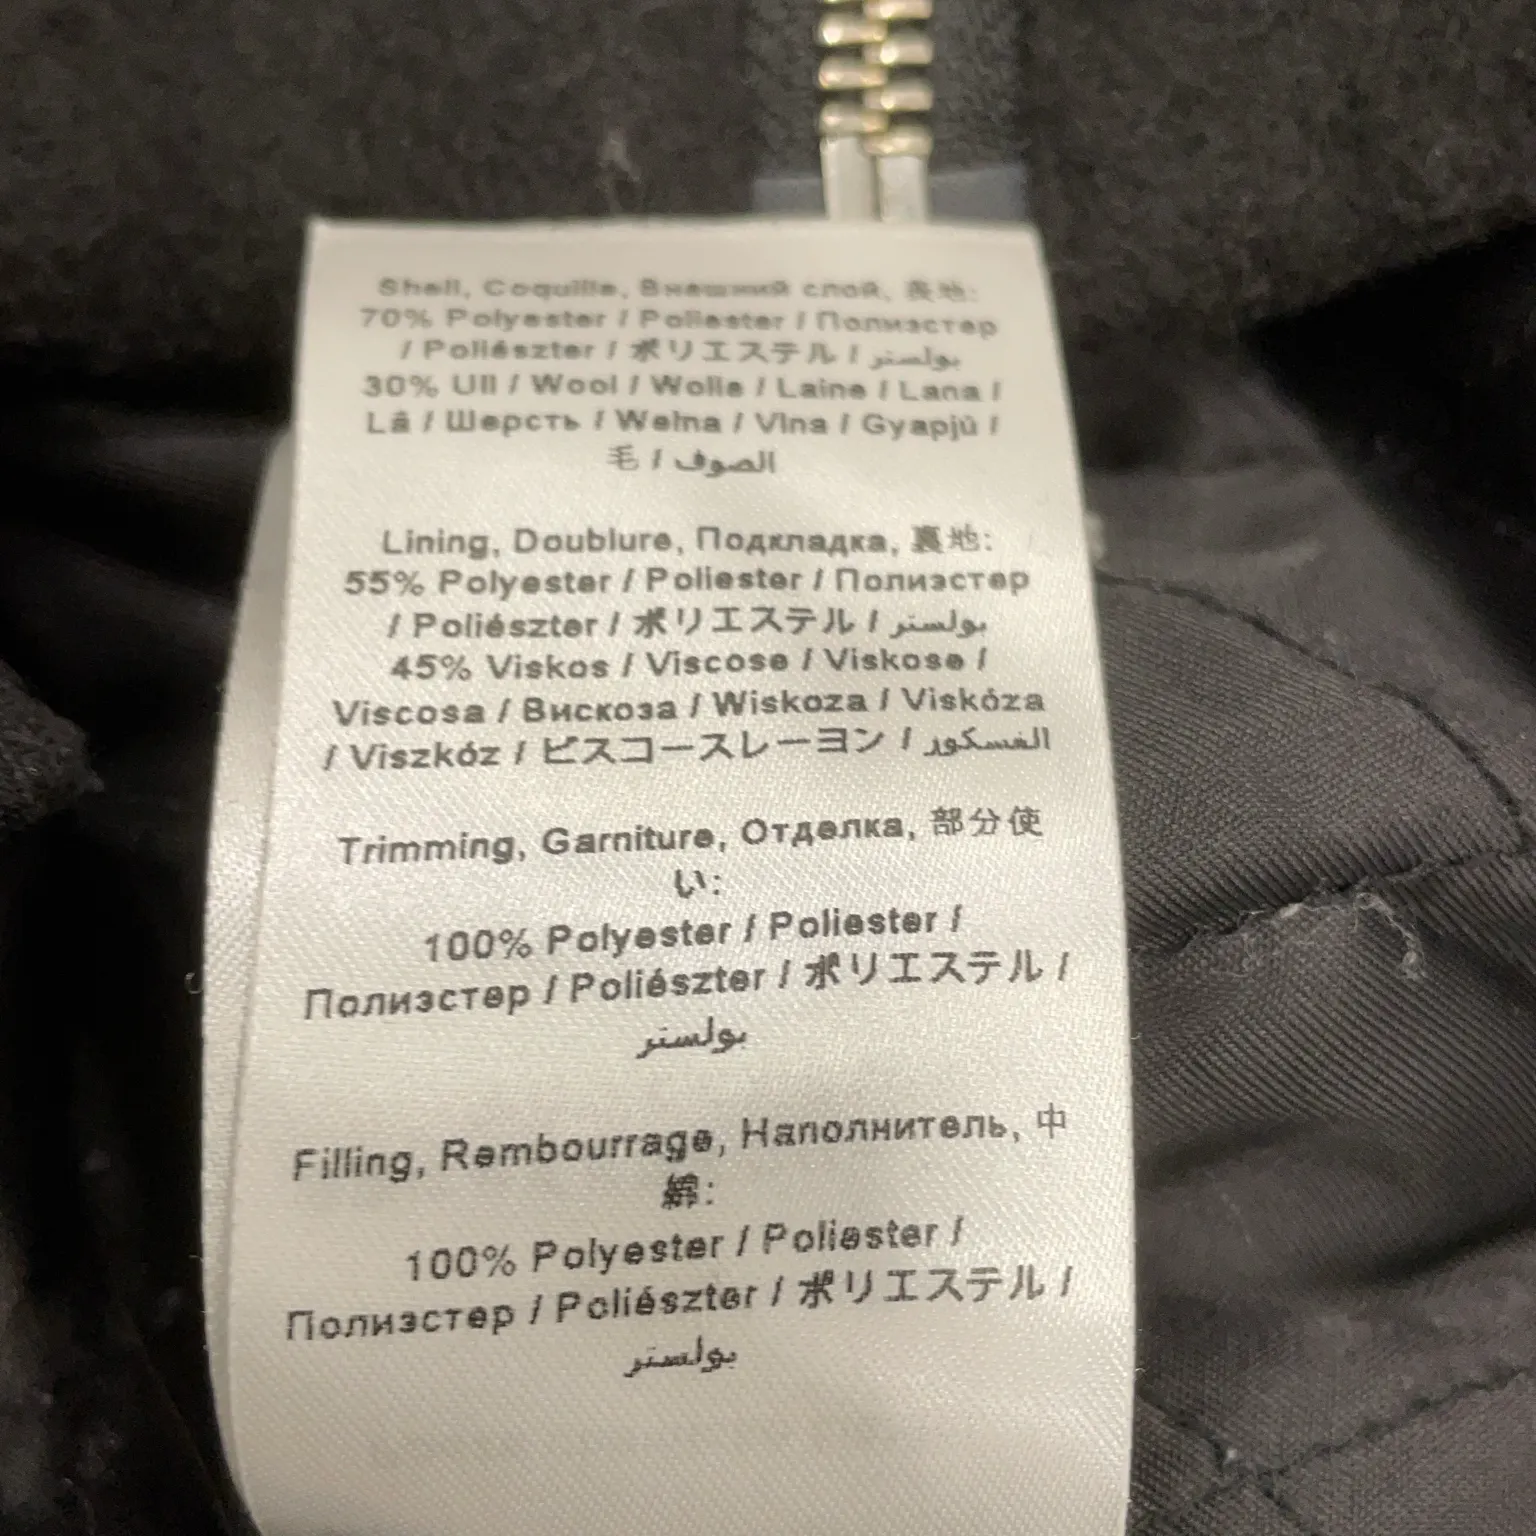 Shell, Coquille, Внешний слой, 表地:
70% Polyester / Poliester / Полиэстер
/ Poliészter / ポリエステル / بولستر
30% Ull / Wool / Wolle / Laine / Lana /
Lã / Шерсть / Wełna / Vlna / Gyapjú /
毛 / الصوف
Lining, Doublure, Подкладка, 裏地:
55% Polyester / Poliester / Полиэстер
/ Poliészter / ポリエステル / بولستر
45% Viskos / Viscose / Viskose /
Viscosa / Вискоза / Wiskoza / Viskóza
/ Viszkóz / ビスコースレーヨン / الفسكوز
Trimming, Garniture, Отделка, 部分使
い:
100% Polyester / Poliester /
Полиэстер / Poliészter / ポリエステル /
بولستر
Filling, Rembourrage, Наполнитель, 中
綿:
100% Polyester / Poliester /
Полиэстер / Poliészter / ポリエステル /
بولستر